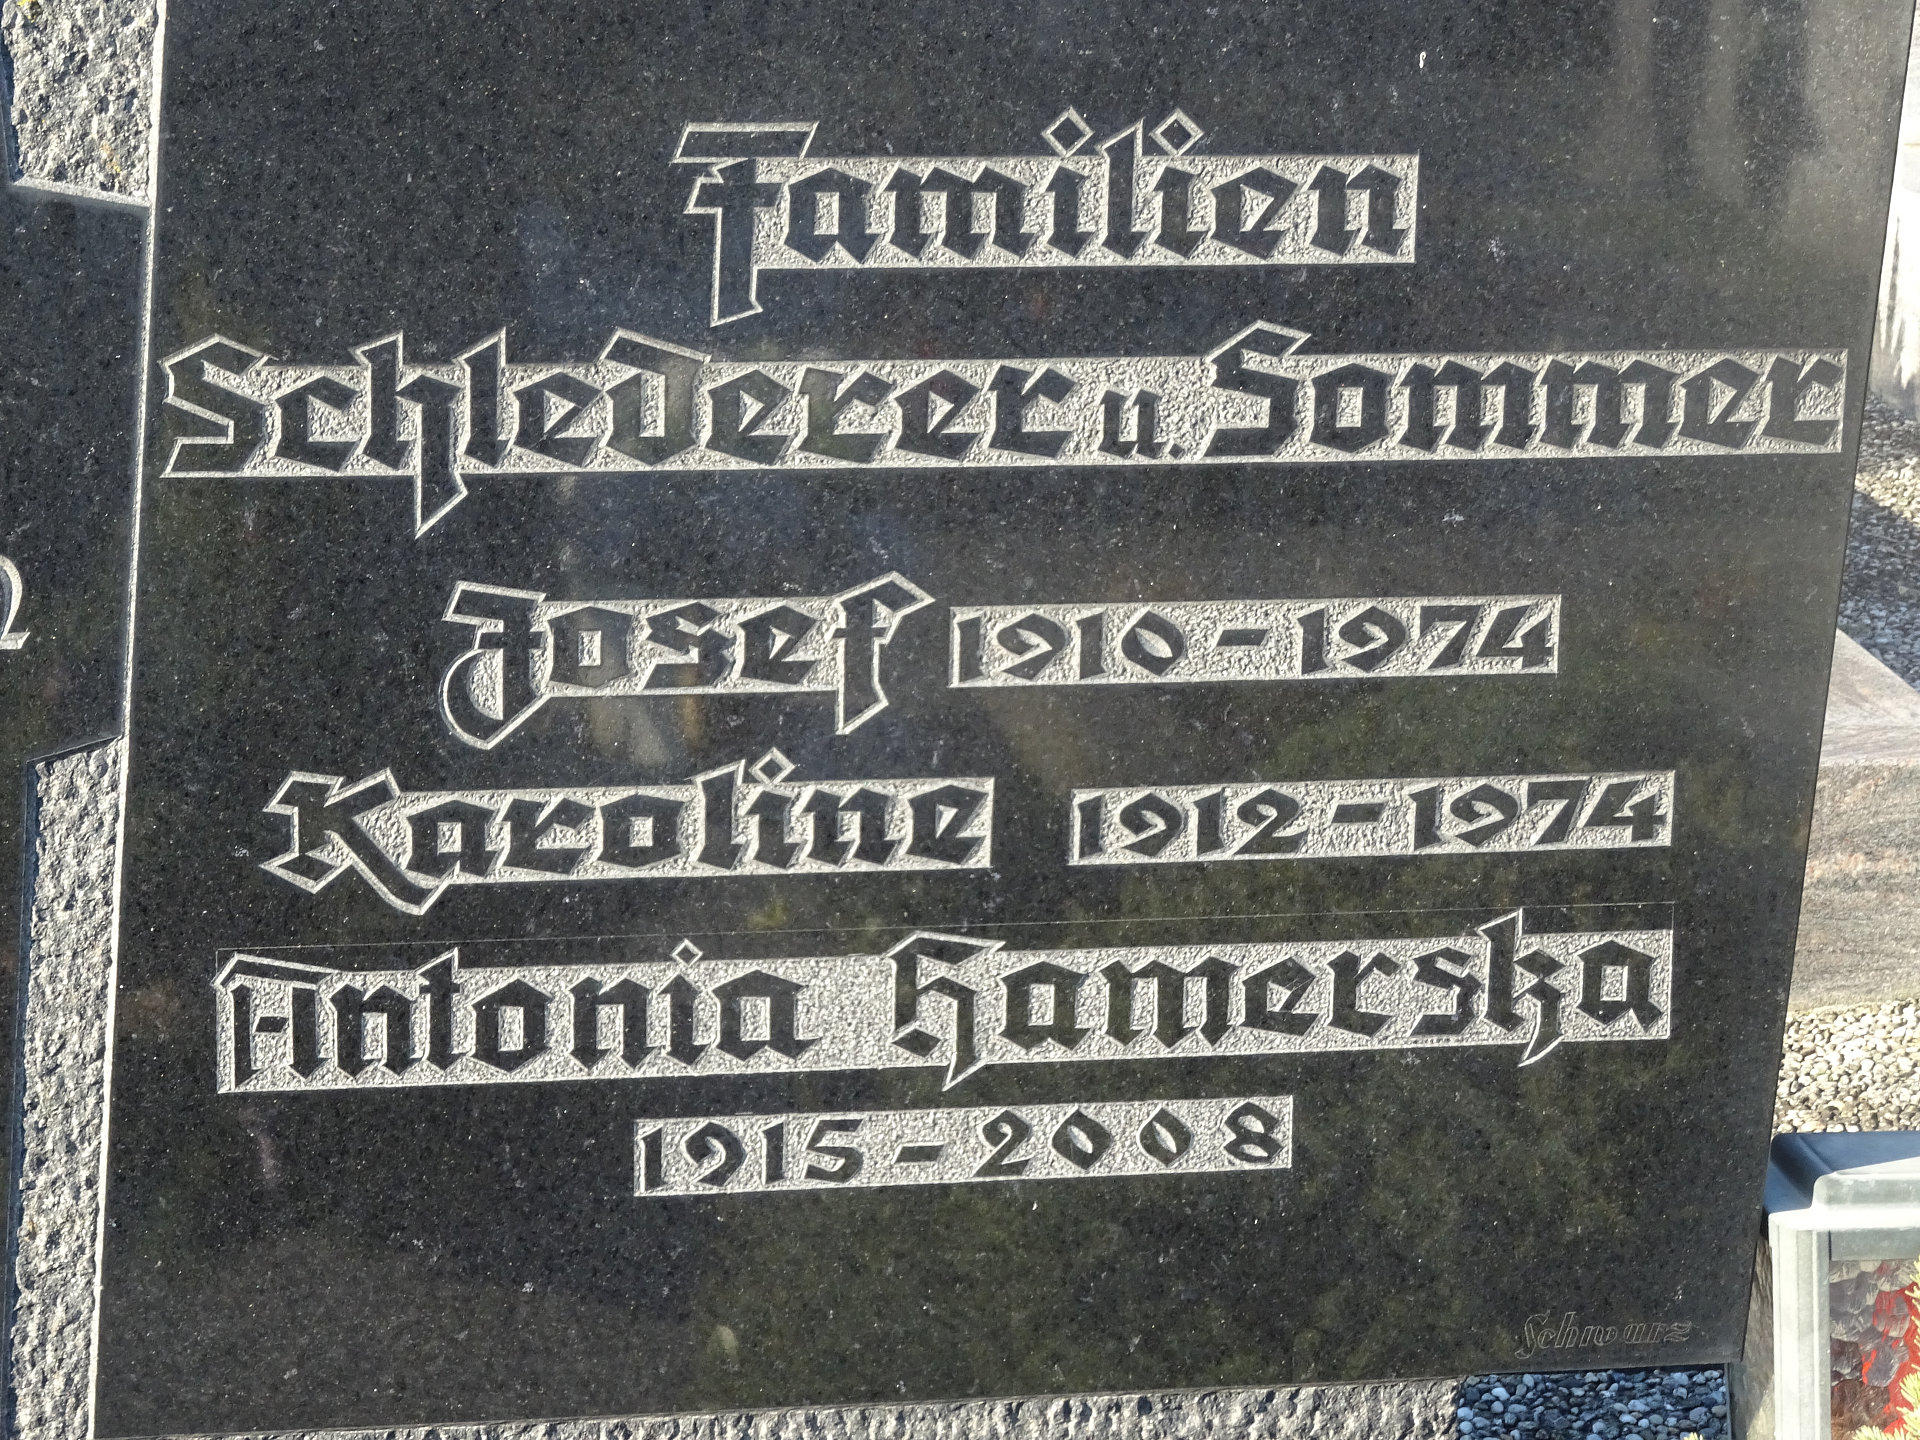 Familien
Schlederer u. Sommer
Josef 1910-1974
Karoline 1912-1974
Antonia Hamerska
1915-2008
Schwarz